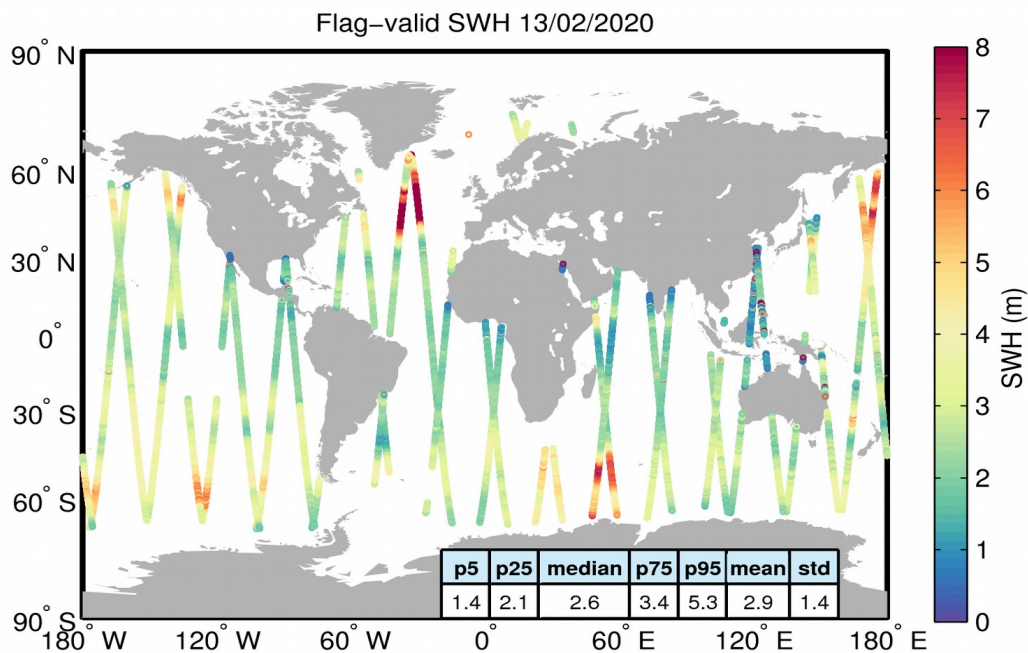 Flag−valid SWH 13/02/2020
90° N
60° N
30° N
0°
30° S
60° S
90° S
180° W
120° W
60° W
0°
60° E
120° E
180° E
p5 p25 median p75 p95 mean std
1.4 2.1 2.6 3.4 5.3 2.9 1.4
8
7
6
5
4
3
2
1
0
SWH (m)